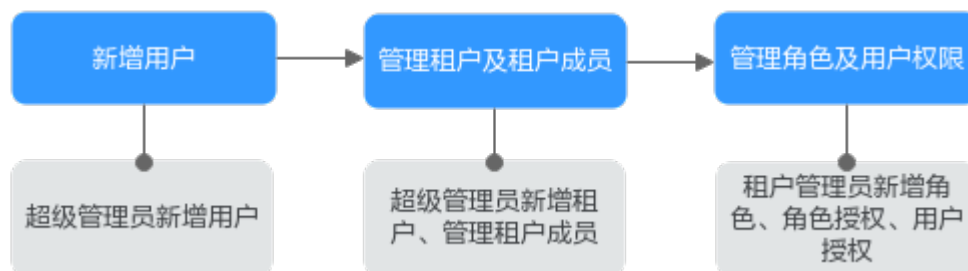 新增用户
管理租户及租户成员
管理角色及用户权限
超级管理员新增用户
超级管理员新增租
户、管理租户成员
租户管理员新增角
色、角色授权、用户
授权